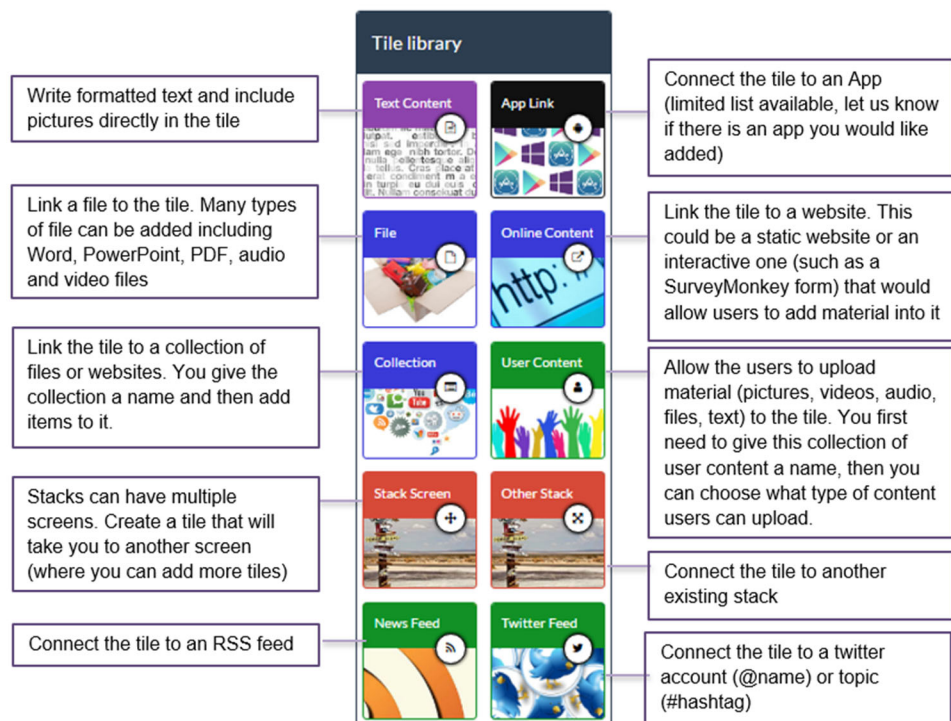 Tile library
Write formatted text and include
pictures directly in the tile
Text Content
App Link
Connect the tile to an App
(limited list available, let us know
if there is an app you would like
added)
Link a file to the tile. Many types
of file can be added including
Word, PowerPoint, PDF, audio
and video files
File
Online Content
http:
Link the tile to a website. This
could be a static website or an
interactive one (such as a
SurveyMonkey form) that would
allow users to add material into it
Link the tile to a collection of
files or websites. You give the
collection a name and then add
items to it.
Collection
User Content
Allow the users to upload
material (pictures, videos, audio,
files, text) to the tile. You first
need to give this collection of
user content a name, then you
can choose what type of content
users can upload.
Stacks can have multiple
screens. Create a tile that will
take you to another screen
(where you can add more tiles)
Stack Screen
Other Stack
Connect the tile to another
existing stack
Connect the tile to an RSS feed
News Feed
Twitter Feed
Connect the tile to a twitter
account (@name) or topic
(#hashtag)